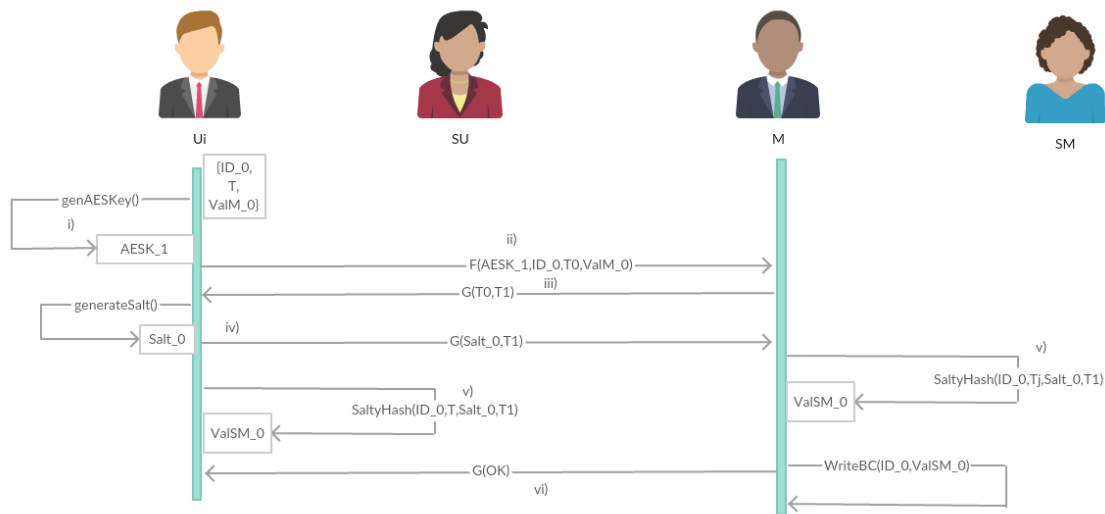 Ui
SU
M
SM
{ID_0,
T,
ValM_0}
genAESKey()
i)
AESK_1
ii)
F(AESK_1,ID_0,T0,ValM_0)
iii)
G(T0,T1)
generateSalt()
Salt_0
iv)
G(Salt_0,T1)
v)
SaltyHash(ID_0,Tj,Salt_0,T1)
ValSM_0
v)
SaltyHash(ID_0,T,Salt_0,T1)
ValSM_0
G(OK)
WriteBC(ID_0,ValSM_0)
vi)